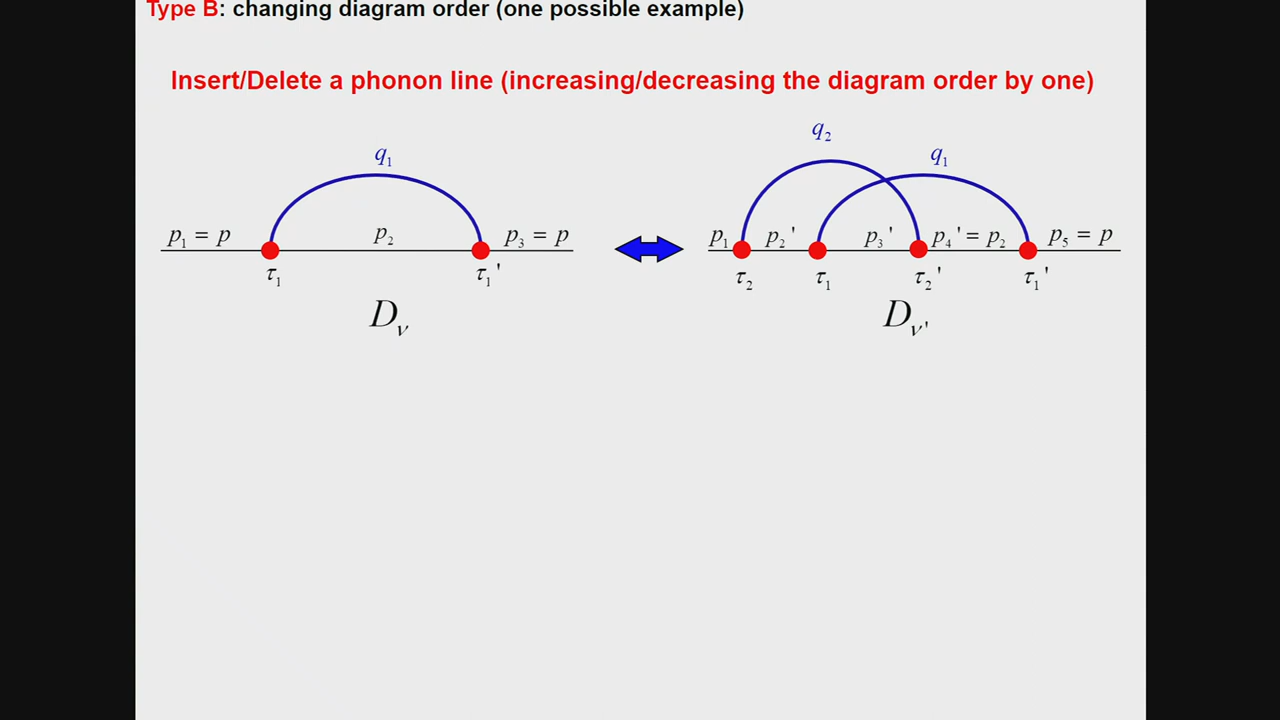 Type B: changing diagram order (one possible example)
Insert/Delete a phonon line (increasing/decreasing the diagram order by one)
q₂
q₁ q₁
p₁ = p p₂ p₃ = p p₁ p₂' p₃' p₄' = p₂ p₅ = p
τ₁ τ₁' τ₂ τ₁ τ₂' τ₁'
D_ν D_ν'